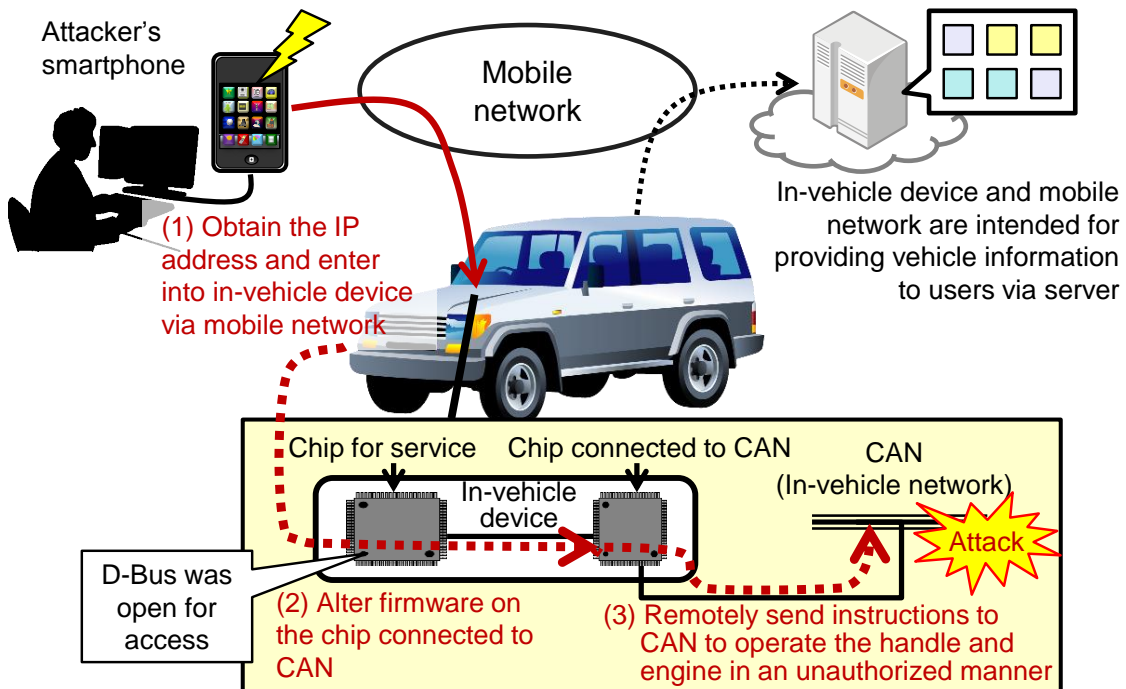 Attacker's
smartphone
Mobile
network
In-vehicle device and mobile
network are intended for
providing vehicle information
to users via server
(1) Obtain the IP
address and enter
into in-vehicle device
via mobile network
Chip for service
Chip connected to CAN
CAN
(In-vehicle network)
In-vehicle
device
Attack
D-Bus was
open for
access
(2) Alter firmware on
the chip connected to
CAN
(3) Remotely send instructions to
CAN to operate the handle and
engine in an unauthorized manner